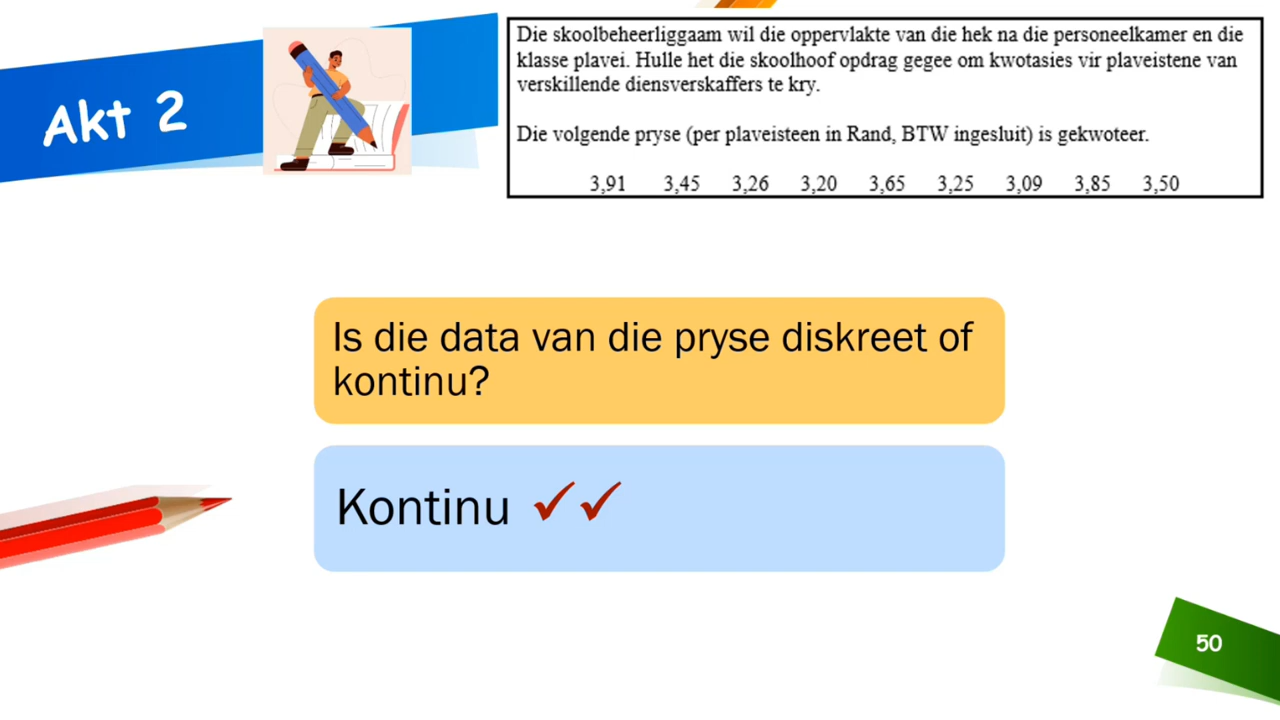 Akt 2
Die skoolbeheerliggaam wil die oppervlakte van die hek na die personeelkamer en die
klasse plavei. Hulle het die skoolhoof opdrag gegee om kwotasies vir plaveistene van
verskillende diensverskaffers te kry.
Die volgende pryse (per plaveisteen in Rand, BTW ingesluit) is gekwoteer.
3,91 3,45 3,26 3,20 3,65 3,25 3,09 3,85 3,50
Is die data van die pryse diskreet of
kontinu?
Kontinu ✓✓
50